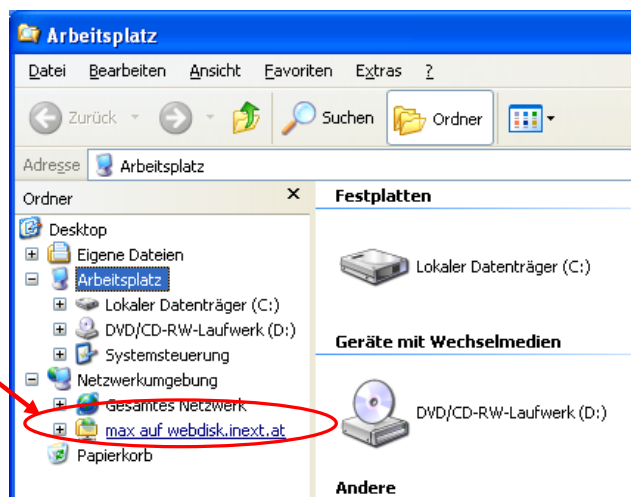 Arbeitsplatz
Datei Bearbeiten Ansicht Favoriten Extras ?
Zurück Suchen Ordner
Adresse Arbeitsplatz
Ordner
Desktop
Eigene Dateien
Arbeitsplatz
Lokaler Datenträger (C:)
DVD/CD-RW-Laufwerk (D:)
Systemsteuerung
Netzwerkumgebung
Gesamtes Netzwerk
max auf webdisk.inext.at
Papierkorb
Festplatten
Lokaler Datenträger (C:)
Geräte mit Wechselmedien
DVD/CD-RW-Laufwerk (D:)
Andere